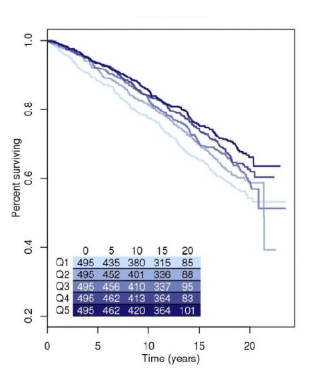 1.0
0.8
0.6
0.4
0.2
Percent surviving
0 5 10 15 20
Q1 495 435 380 315 85
Q2 495 452 401 336 88
Q3 495 456 410 337 95
Q4 495 462 413 364 83
Q5 495 462 420 364 101
0 5 10 15 20
Time (years)